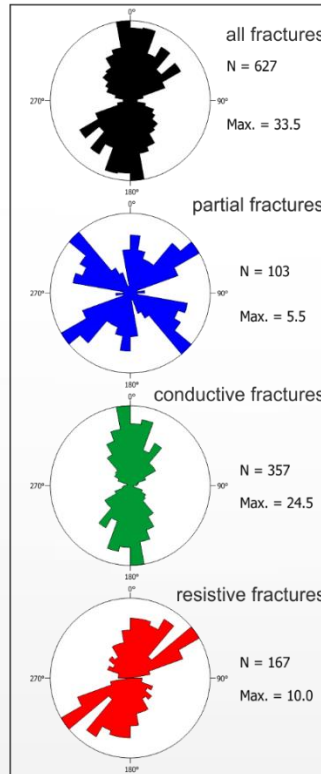 0°
all fractures
N = 627
270°
90°
Max. = 33.5
180°
partial fractures
0°
N = 103
270°
90°
Max. = 5.5
180°
conductive fractures
0°
N = 357
270°
90°
Max. = 24.5
180°
resistive fractures
0°
N = 167
270°
90°
Max. = 10.0
180°